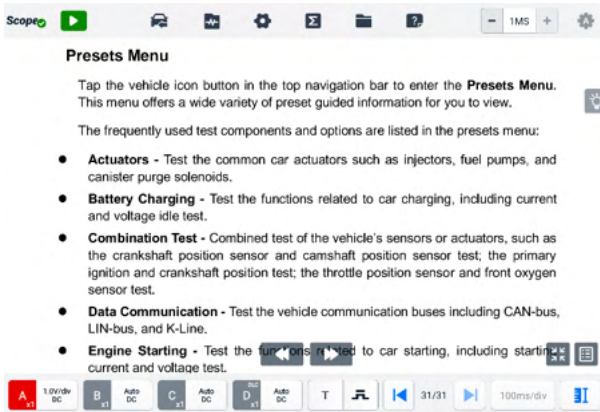 Scope
1MS
Presets Menu
Tap the vehicle icon button in the top navigation bar to enter the Presets Menu.
This menu offers a wide variety of preset guided information for you to view.
The frequently used test components and options are listed in the presets menu:
● Actuators - Test the common car actuators such as injectors, fuel pumps, and
canister purge solenoids.
● Battery Charging - Test the functions related to car charging, including current
and voltage idle test.
● Combination Test - Combined test of the vehicle's sensors or actuators, such as
the crankshaft position sensor and camshaft position sensor test; the primary
ignition and crankshaft position test; the throttle position sensor and front oxygen
sensor test.
● Data Communication - Test the vehicle communication buses including CAN-bus,
LIN-bus, and K-Line.
● Engine Starting - Test the functions related to car starting, including starting
current and voltage test.
A x1 1.0V/div DC B x1 Auto DC C x1 Auto DC D x1 Auto DC T 31/31 100ms/div